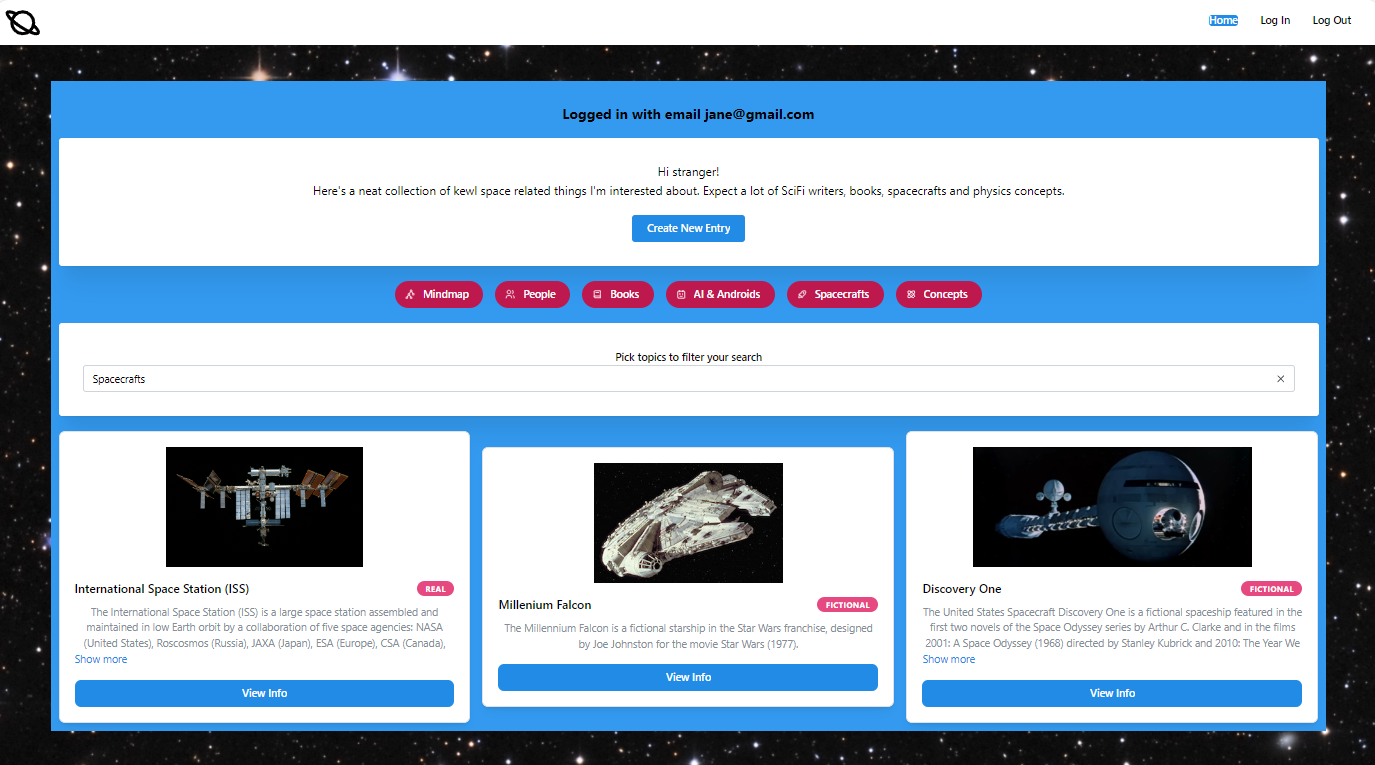 Home
Log In
Log Out
Logged in with email jane@gmail.com
Hi stranger!
Here's a neat collection of kewl space related things I'm interested about. Expect a lot of SciFi writers, books, spacecrafts and physics concepts.
Create New Entry
Mindmap
People
Books
AI & Androids
Spacecrafts
Concepts
Pick topics to filter your search
Spacecrafts
International Space Station (ISS)
REAL
The International Space Station (ISS) is a large space station assembled and
maintained in low Earth orbit by a collaboration of five space agencies: NASA
(United States), Roscosmos (Russia), JAXA (Japan), ESA (Europe), CSA (Canada),
Show more
View Info
Millenium Falcon
FICTIONAL
The Millennium Falcon is a fictional starship in the Star Wars franchise, designed
by Joe Johnston for the movie Star Wars (1977).
View Info
Discovery One
FICTIONAL
The United States Spacecraft Discovery One is a fictional spaceship featured in the
first two novels of the Space Odyssey series by Arthur C. Clarke and in the films
2001: A Space Odyssey (1968) directed by Stanley Kubrick and 2010: The Year We
Show more
View Info